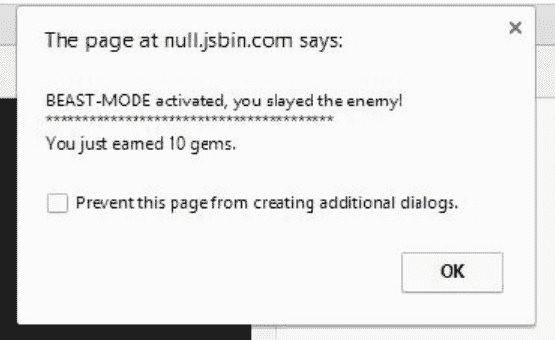 The page at null.jsbin.com says:
BEAST-MODE activated, you slayed the enemy!
****************************************
You just earned 10 gems.
Prevent this page from creating additional dialogs.
OK